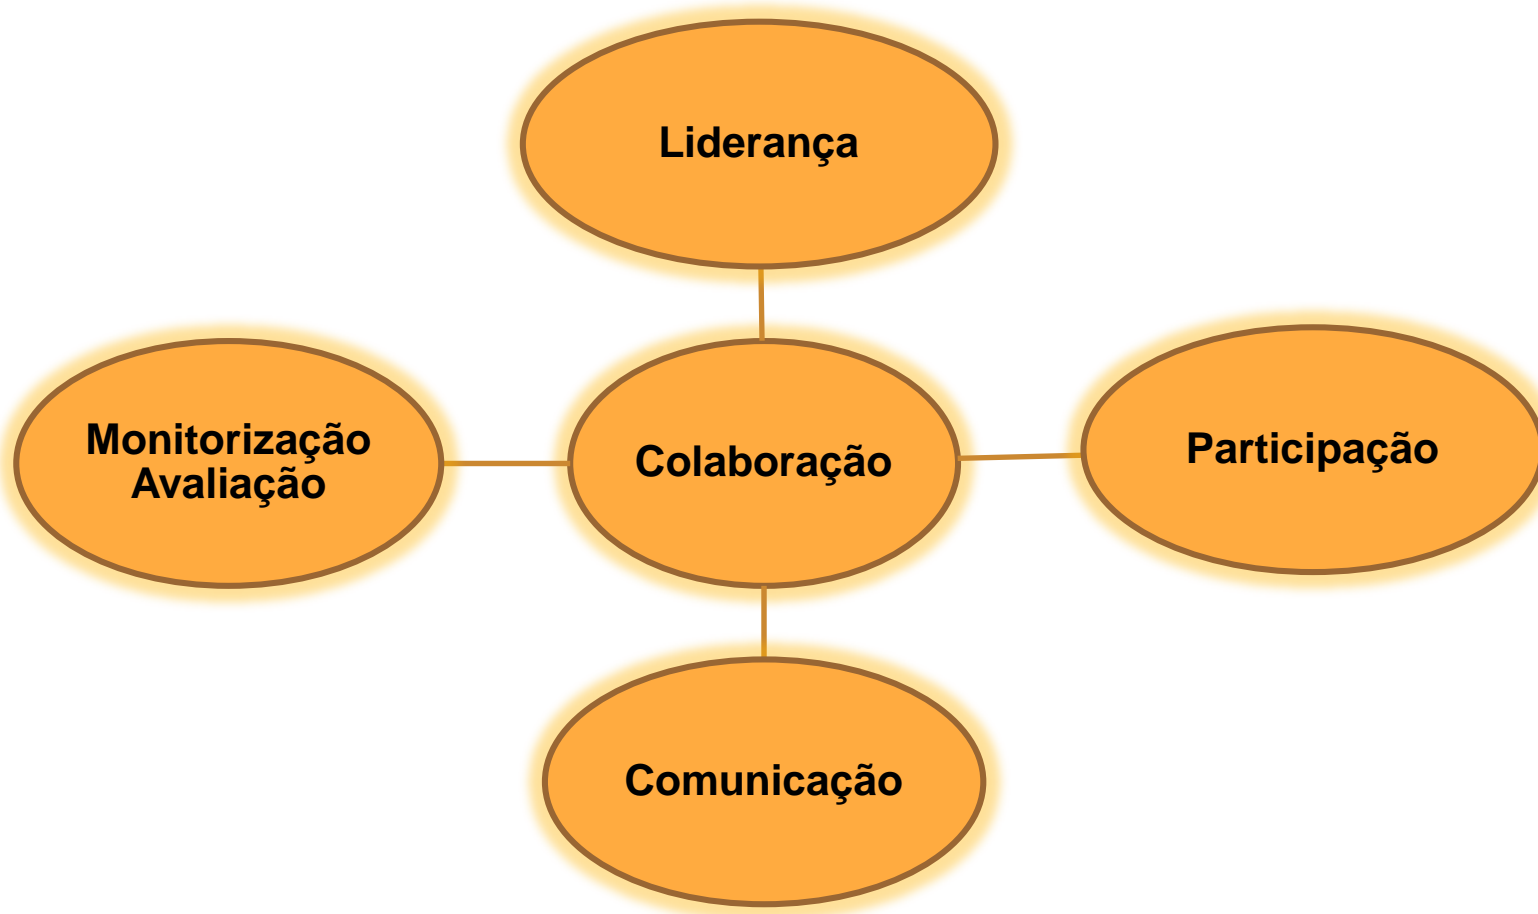 Liderança
Monitorização
Avaliação
Colaboração
Participação
Comunicação